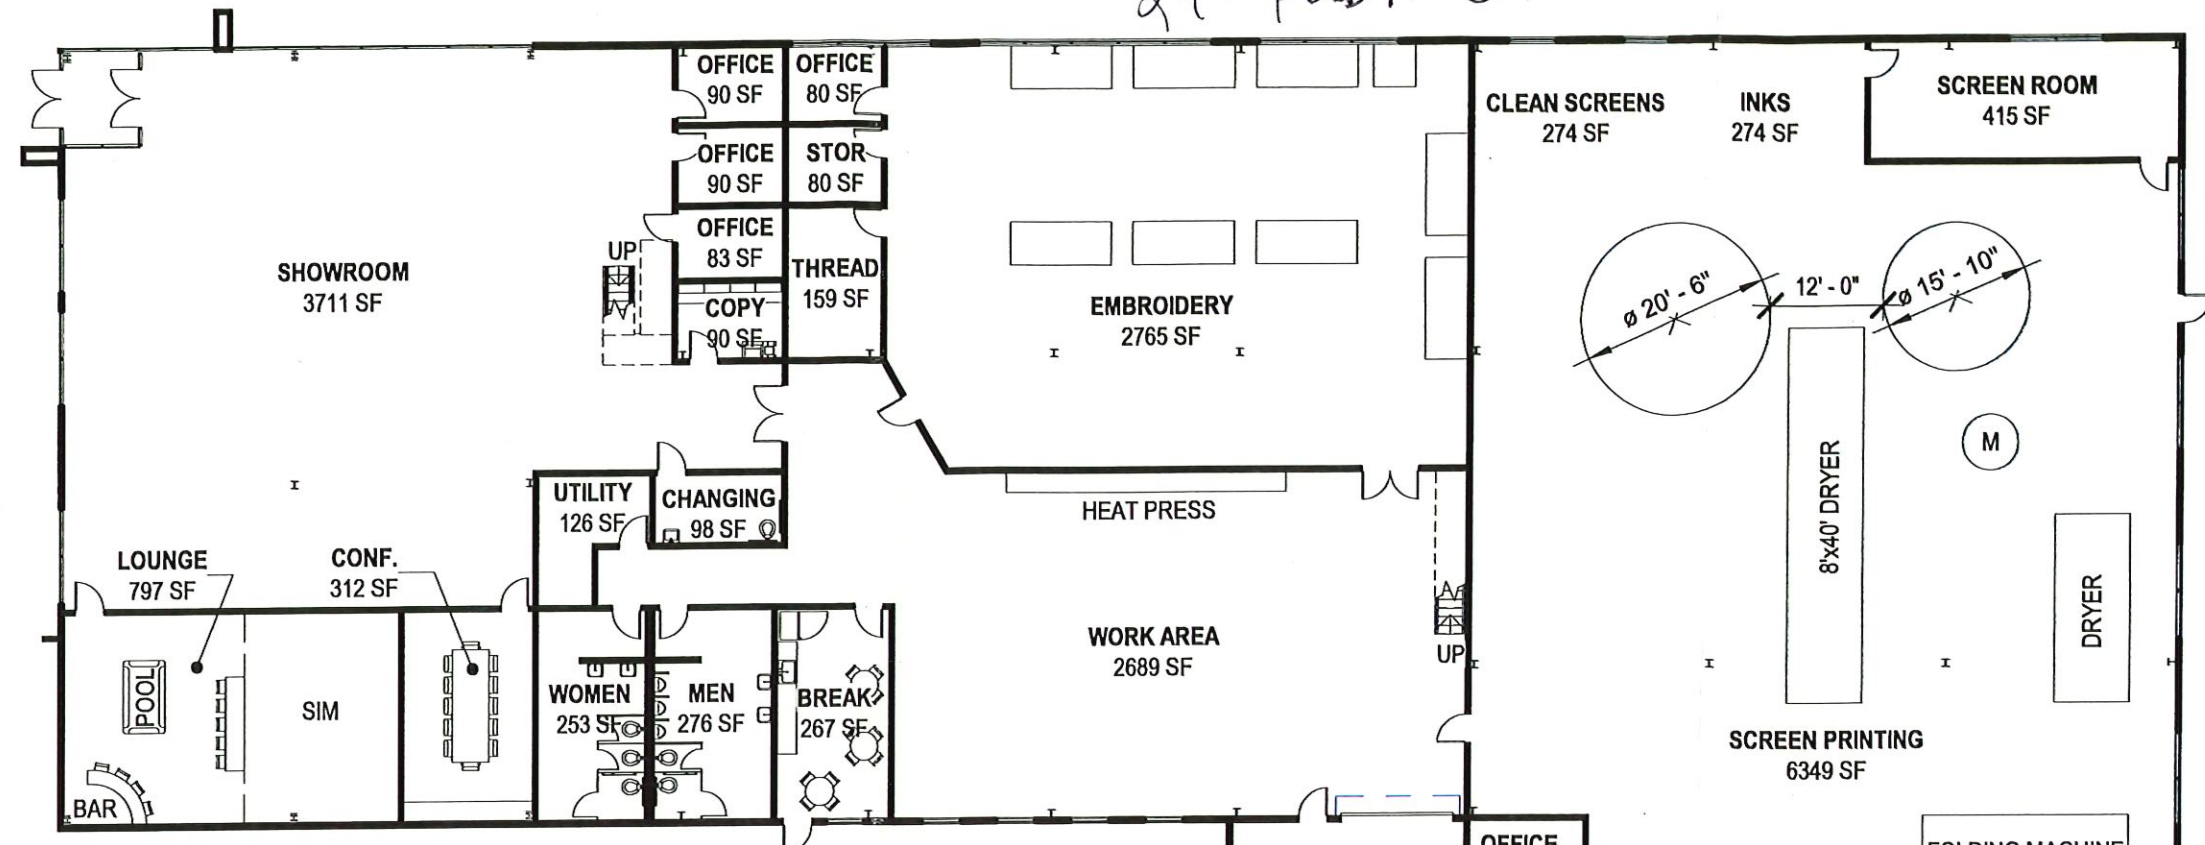 OFFICE
90 SF
OFFICE
80 SF
CLEAN SCREENS
274 SF
INKS
274 SF
SCREEN ROOM
415 SF
OFFICE
90 SF
STOR
80 SF
OFFICE
83 SF
UP
SHOWROOM
3711 SF
THREAD
159 SF
COPY
90 SF
EMBROIDERY
2765 SF
ø 20' - 6"
12' - 0"
ø 15' - 10"
M
8'x40' DRYER
UTILITY
126 SF
CHANGING
98 SF
HEAT PRESS
LOUNGE
797 SF
CONF.
312 SF
DRYER
WORK AREA
2689 SF
UP
POOL
SIM
WOMEN
253 SF
MEN
276 SF
BREAK
267 SF
SCREEN PRINTING
6349 SF
BAR
OFFICE
FOLDING MACHINE